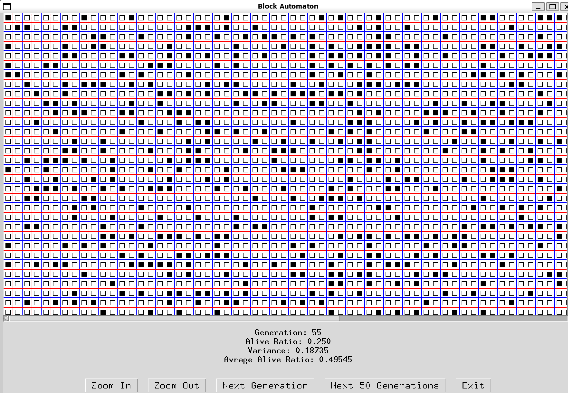 Block Automaton
Generation: 55
Alive Ratio: 0.250
Variance: 0.18735
Avrage Alive Ratio: 0.49545
Zoom In Zoom Out Next Generation Next 50 Generations Exit